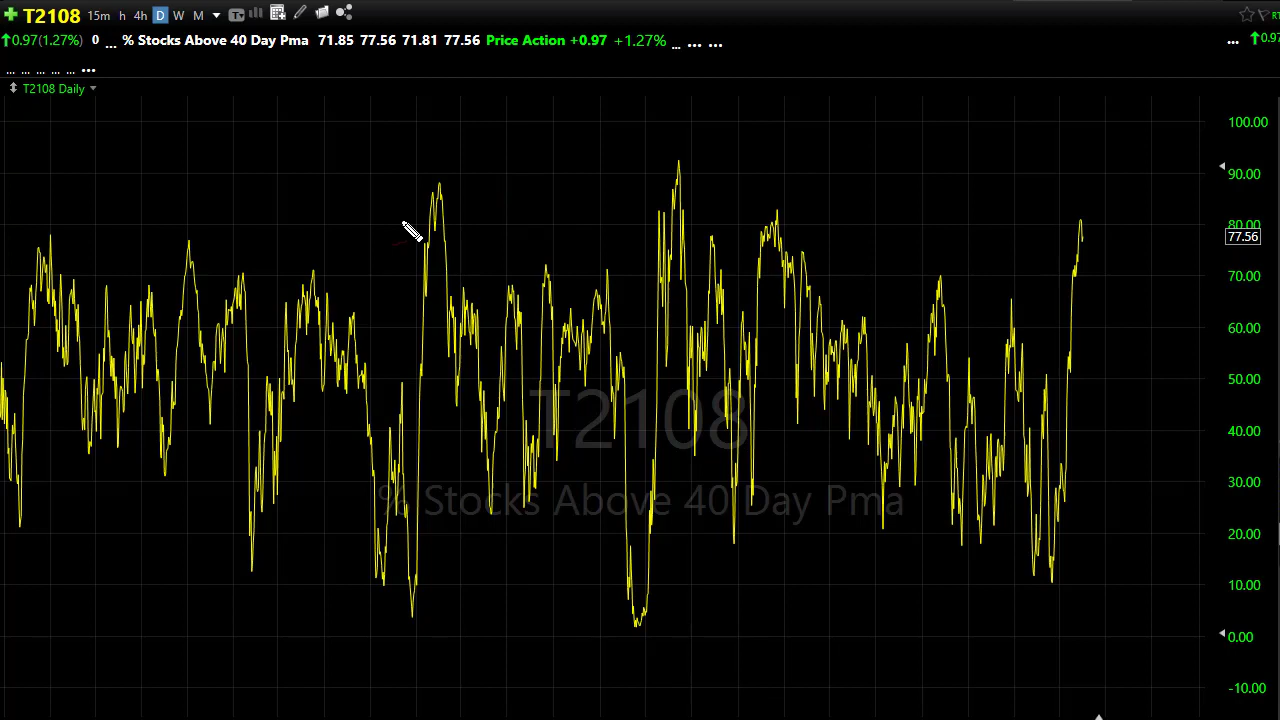 T2108 15m h 4h D W M
RT
0.97(1.27%) 0 ... % Stocks Above 40 Day Pma 71.85 77.56 71.81 77.56 Price Action +0.97 +1.27% ... ... ... ... 0.97
... ... ... ... ... ...
T2108 Daily
100.00
90.00
80.00
77.56
70.00
60.00
50.00
40.00
30.00
20.00
10.00
0.00
-10.00
T2108
% Stocks Above 40 Day Pma